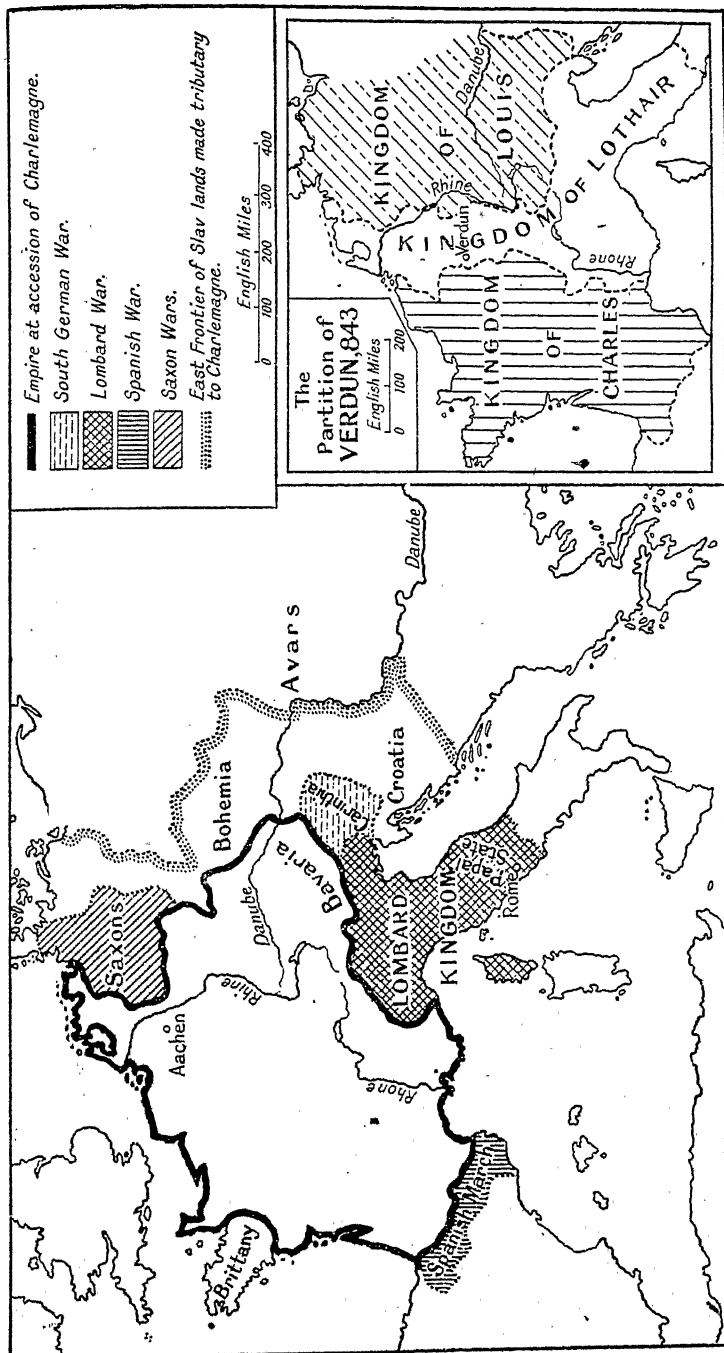 Empire at accession of Charlemagne.
South German War.
Lombard War.
Spanish War.
Saxon Wars.
East Frontier of Slav lands made tributary
to Charlemagne.
English Miles
0 100 200 300 400
The
Partition of
VERDUN, 843
English Miles
0 100 200
KINGDOM
OF
LOUIS
Danube
Rhine
Verdun
KINGDOM OF LOTHAIR
Rhone
KINGDOM
OF
CHARLES
Saxons
Bohemia
Avars
Aachen
Rhine
Danube
Bavaria
Carinthia
Croatia
Danube
Brittany
Rhone
LOMBARD
KINGDOM
Papal
State
Rome
Spanish March